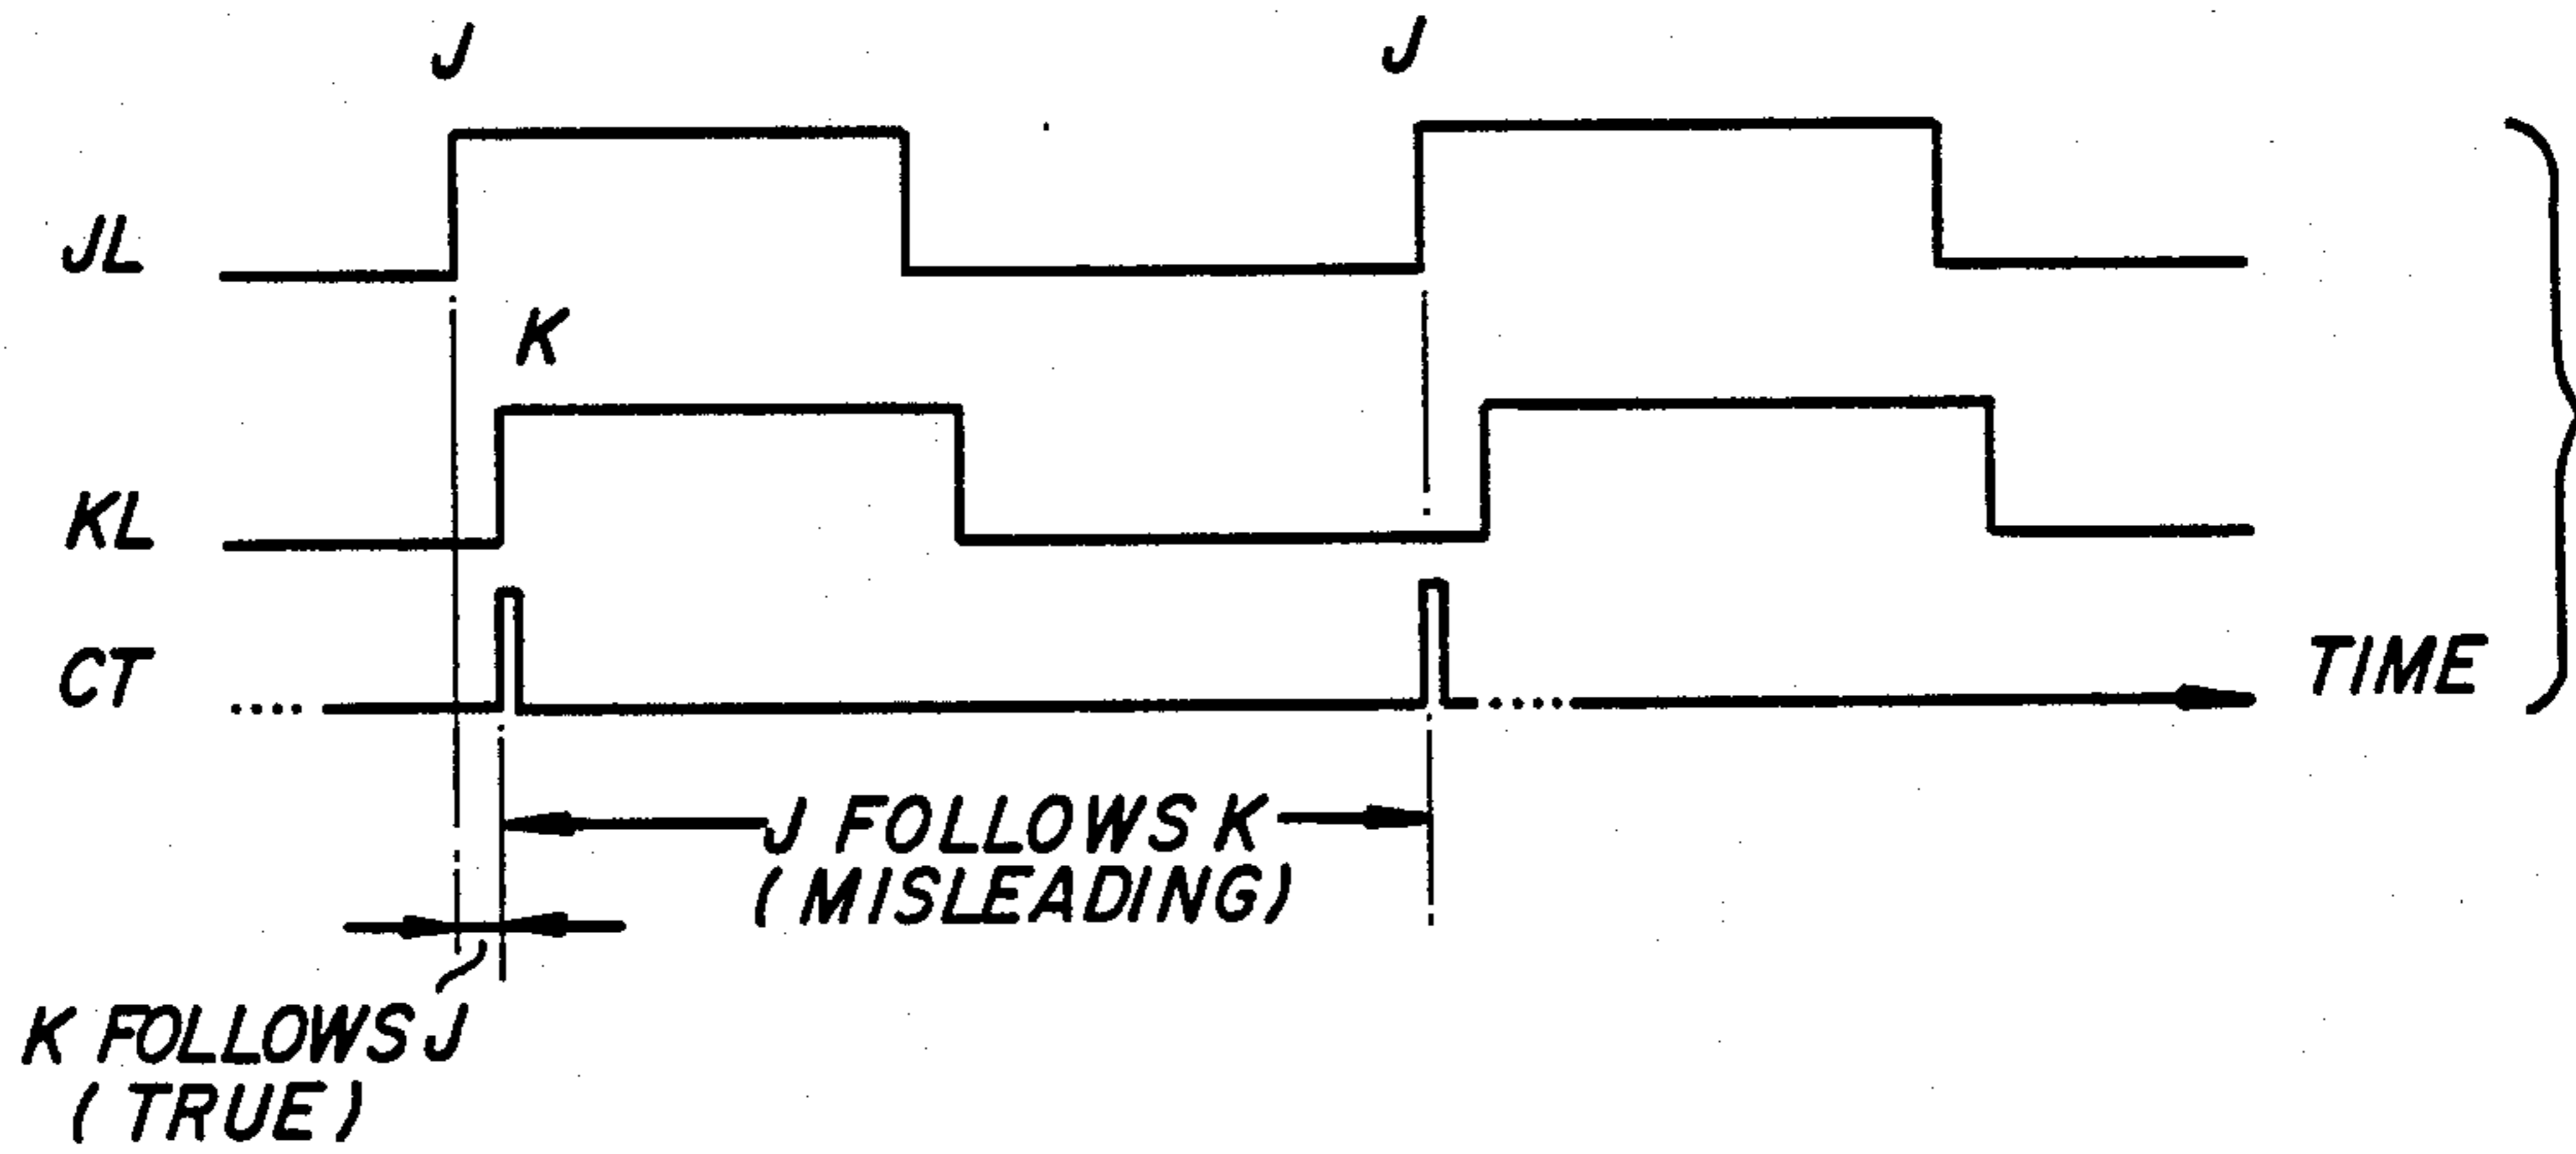 J
J
JL
K
KL
CT
TIME
J FOLLOWS K
(MISLEADING)
K FOLLOWS J
(TRUE)